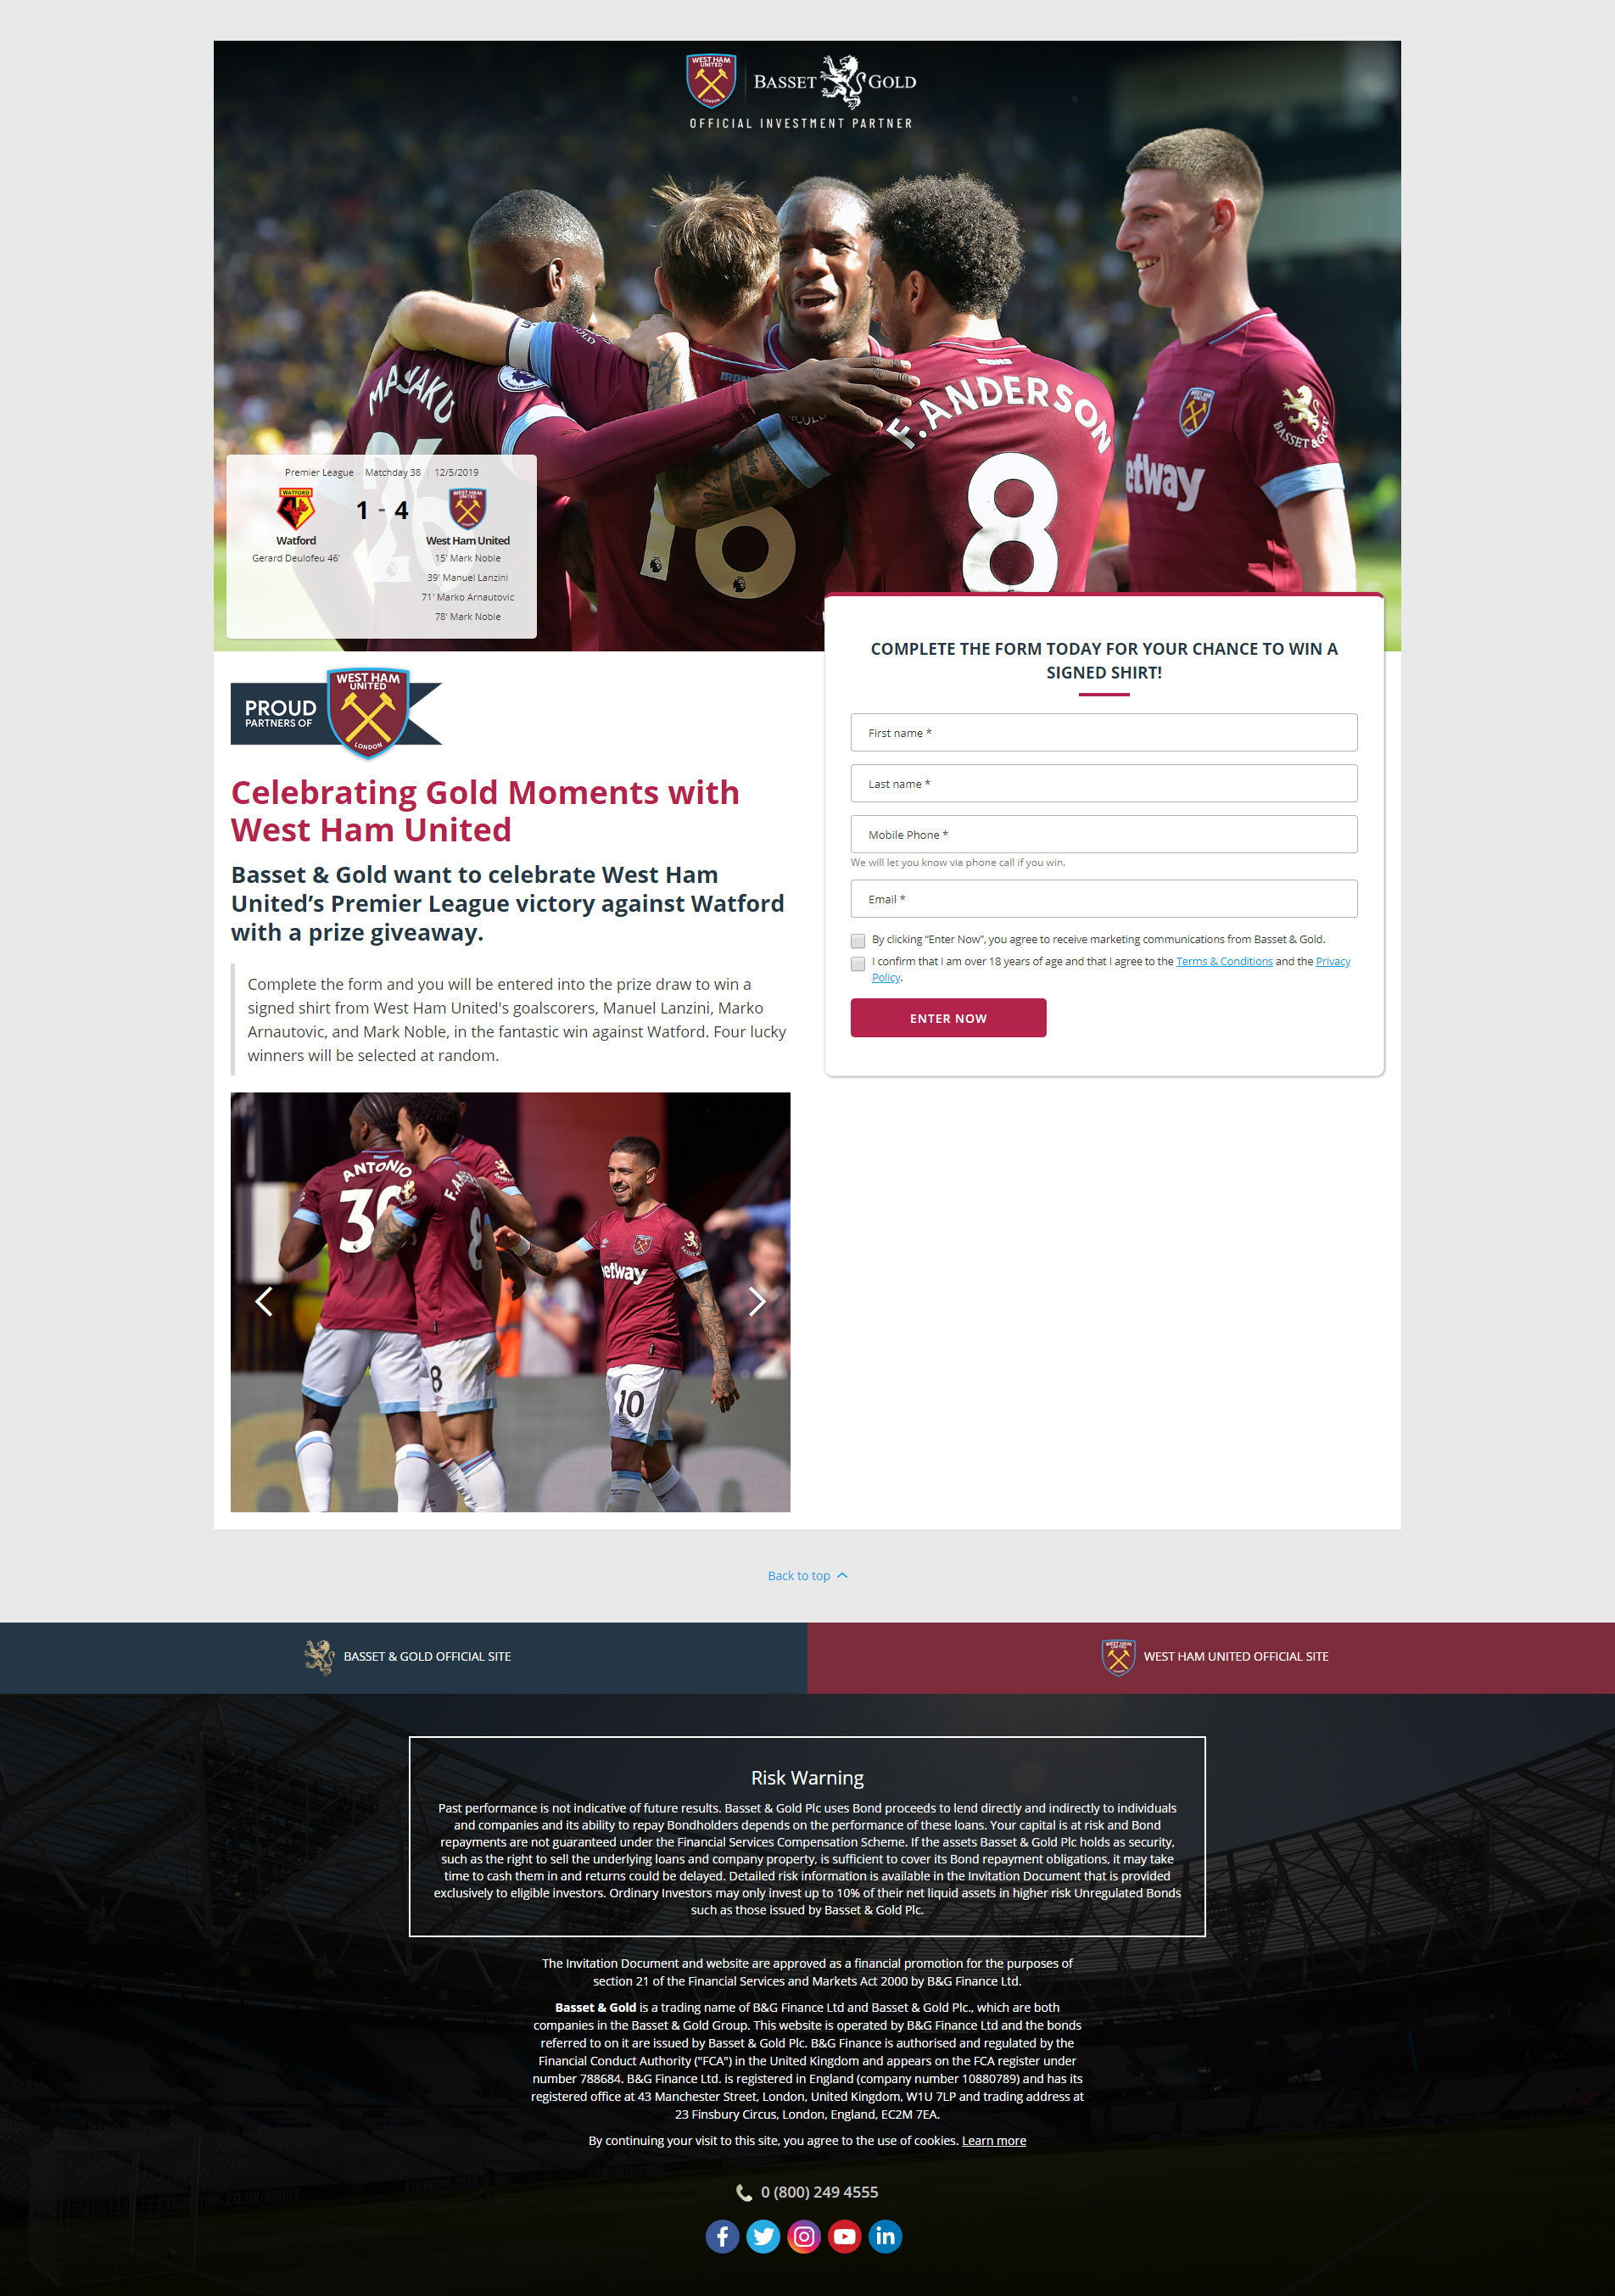 WEST HAM
UNITED
LONDON
BASSET GOLD
OFFICIAL INVESTMENT PARTNER
MASUAKU
F.ANDERSON
8
BASSET & GOLD
etway
Premier League - Matchday 38 | 12/5/2019
WATFORD
WEST HAM
UNITED
1 - 4
Watford
West Ham United
Gerard Deulofeu 46'
15' Mark Noble
39' Manuel Lanzini
71' Marko Arnautovic
78' Mark Noble
COMPLETE THE FORM TODAY FOR YOUR CHANCE TO WIN A
SIGNED SHIRT!
First name *
Last name *
Mobile Phone *
We will let you know via phone call if you win.
Email *
By clicking “Enter Now”, you agree to receive marketing communications from Basset & Gold.
I confirm that I am over 18 years of age and that I agree to the Terms & Conditions and the Privacy
Policy.
ENTER NOW
PROUD
PARTNERS OF
WEST HAM
UNITED
LONDON
Celebrating Gold Moments with
West Ham United
Basset & Gold want to celebrate West Ham
United’s Premier League victory against Watford
with a prize giveaway.
Complete the form and you will be entered into the prize draw to win a
signed shirt from West Ham United's goalscorers, Manuel Lanzini, Marko
Arnautovic, and Mark Noble, in the fantastic win against Watford. Four lucky
winners will be selected at random.
ANTONIO
30
F.AN
8
etway
8
10
Back to top
BASSET & GOLD OFFICIAL SITE
WEST HAM UNITED OFFICIAL SITE
Risk Warning
Past performance is not indicative of future results. Basset & Gold Plc uses Bond proceeds to lend directly and indirectly to individuals
and companies and its ability to repay Bondholders depends on the performance of these loans. Your capital is at risk and Bond
repayments are not guaranteed under the Financial Services Compensation Scheme. If the assets Basset & Gold Plc holds as security,
such as the right to sell the underlying loans and company property, is sufficient to cover its Bond repayment obligations, it may take
time to cash them in and returns could be delayed. Detailed risk information is available in the Invitation Document that is provided
exclusively to eligible investors. Ordinary Investors may only invest up to 10% of their net liquid assets in higher risk Unregulated Bonds
such as those issued by Basset & Gold Plc.
The Invitation Document and website are approved as a financial promotion for the purposes of
section 21 of the Financial Services and Markets Act 2000 by B&G Finance Ltd.
Basset & Gold is a trading name of B&G Finance Ltd and Basset & Gold Plc., which are both
companies in the Basset & Gold Group. This website is operated by B&G Finance Ltd and the bonds
referred to on it are issued by Basset & Gold Plc. B&G Finance is authorised and regulated by the
Financial Conduct Authority ("FCA") in the United Kingdom and appears on the FCA register under
number 788684. B&G Finance Ltd. is registered in England (company number 10880789) and has its
registered office at 43 Manchester Street, London, United Kingdom, W1U 7LP and trading address at
23 Finsbury Circus, London, England, EC2M 7EA.
By continuing your visit to this site, you agree to the use of cookies. Learn more
0 (800) 249 4555